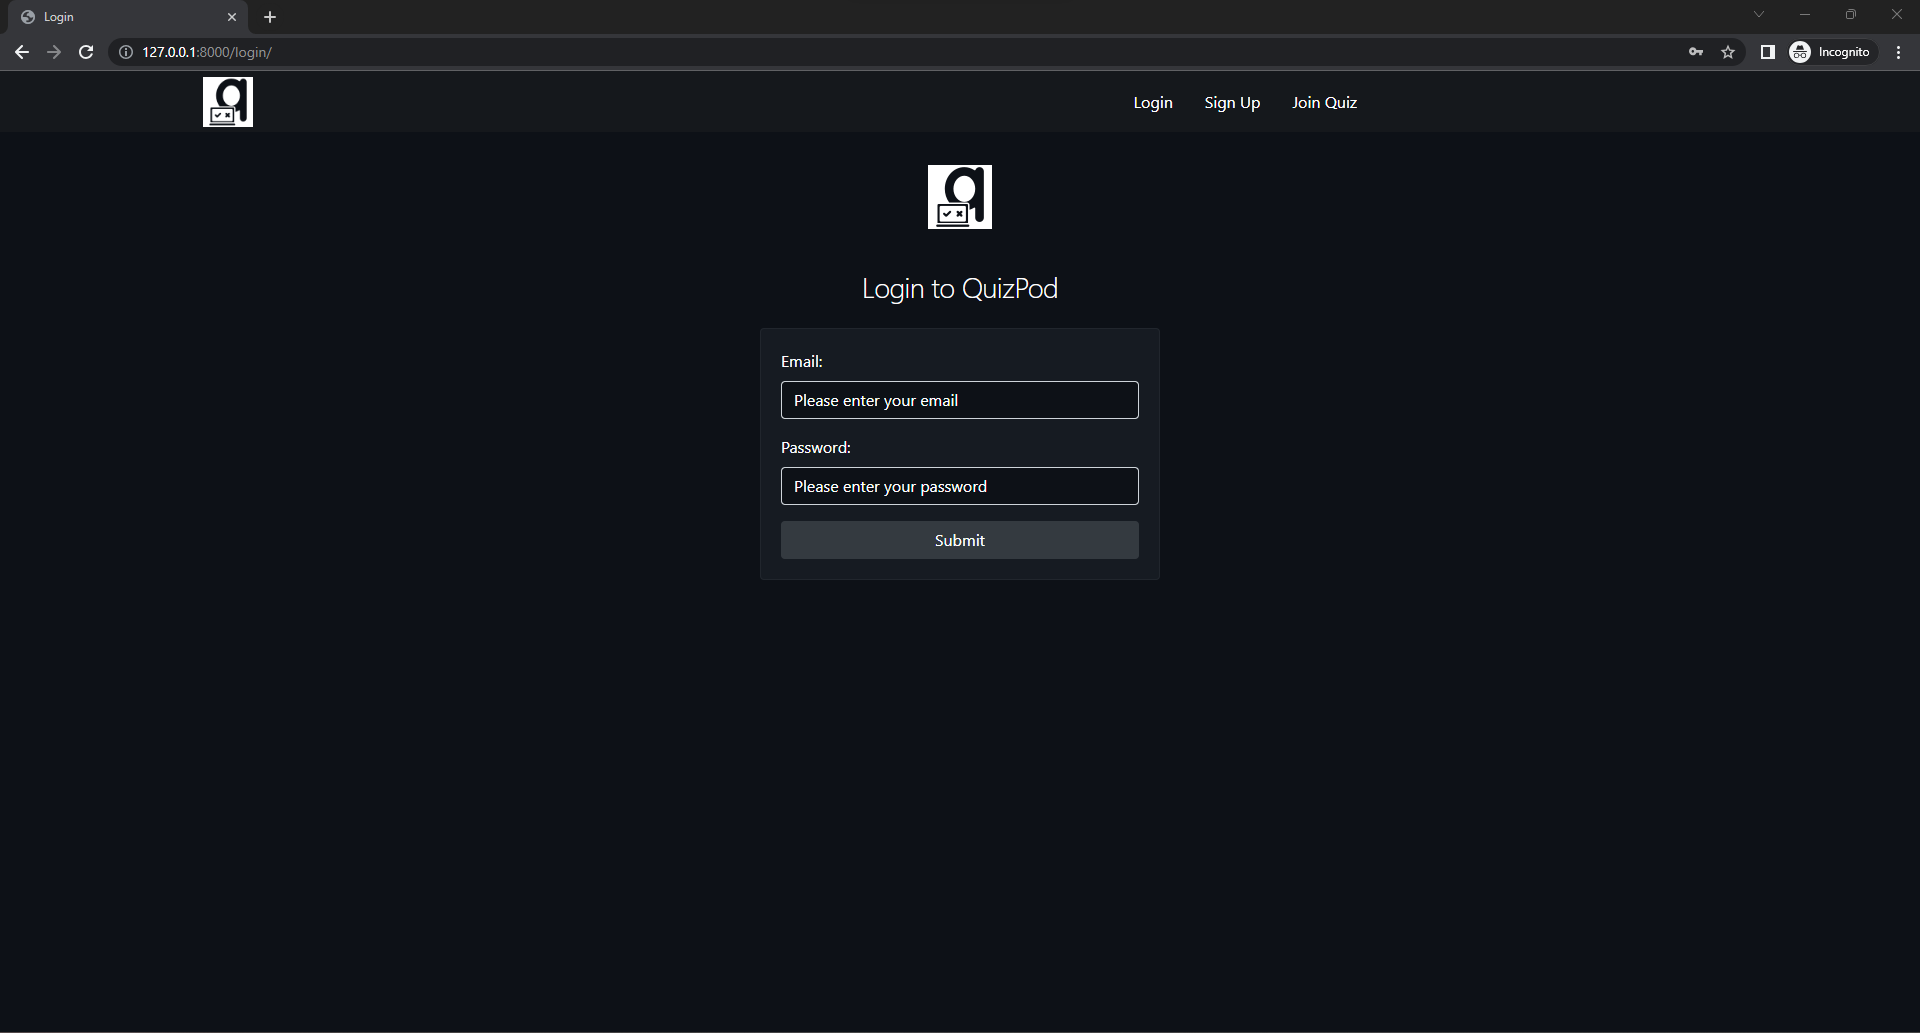 Login
127.0.0.1:8000/login/
Incognito
q
Login Sign Up Join Quiz
q
Login to QuizPod
Email:
Please enter your email
Password:
Please enter your password
Submit